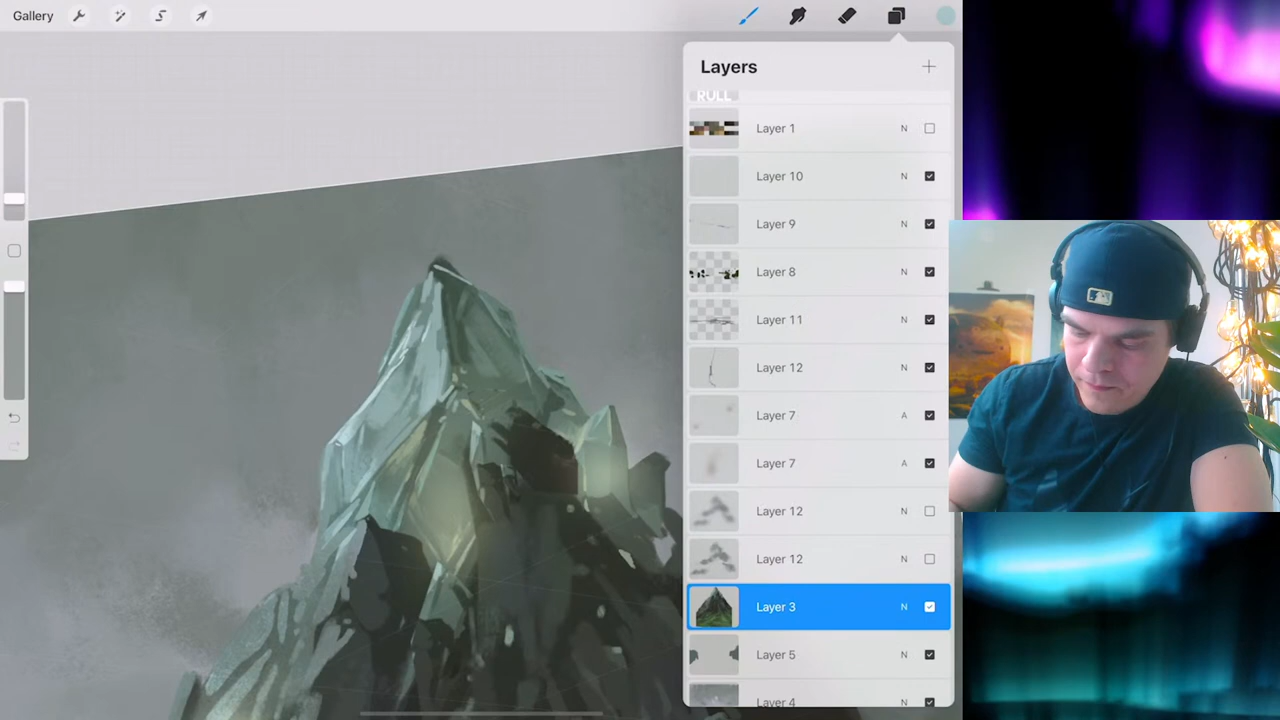 Gallery
Layers
RULL
Layer 1 N
Layer 10 N
Layer 9 N
Layer 8 N
Layer 11 N
Layer 12 N
Layer 7 A
Layer 7 A
Layer 12 N
Layer 12 N
Layer 3 N
Layer 5 N
Layer 4 N